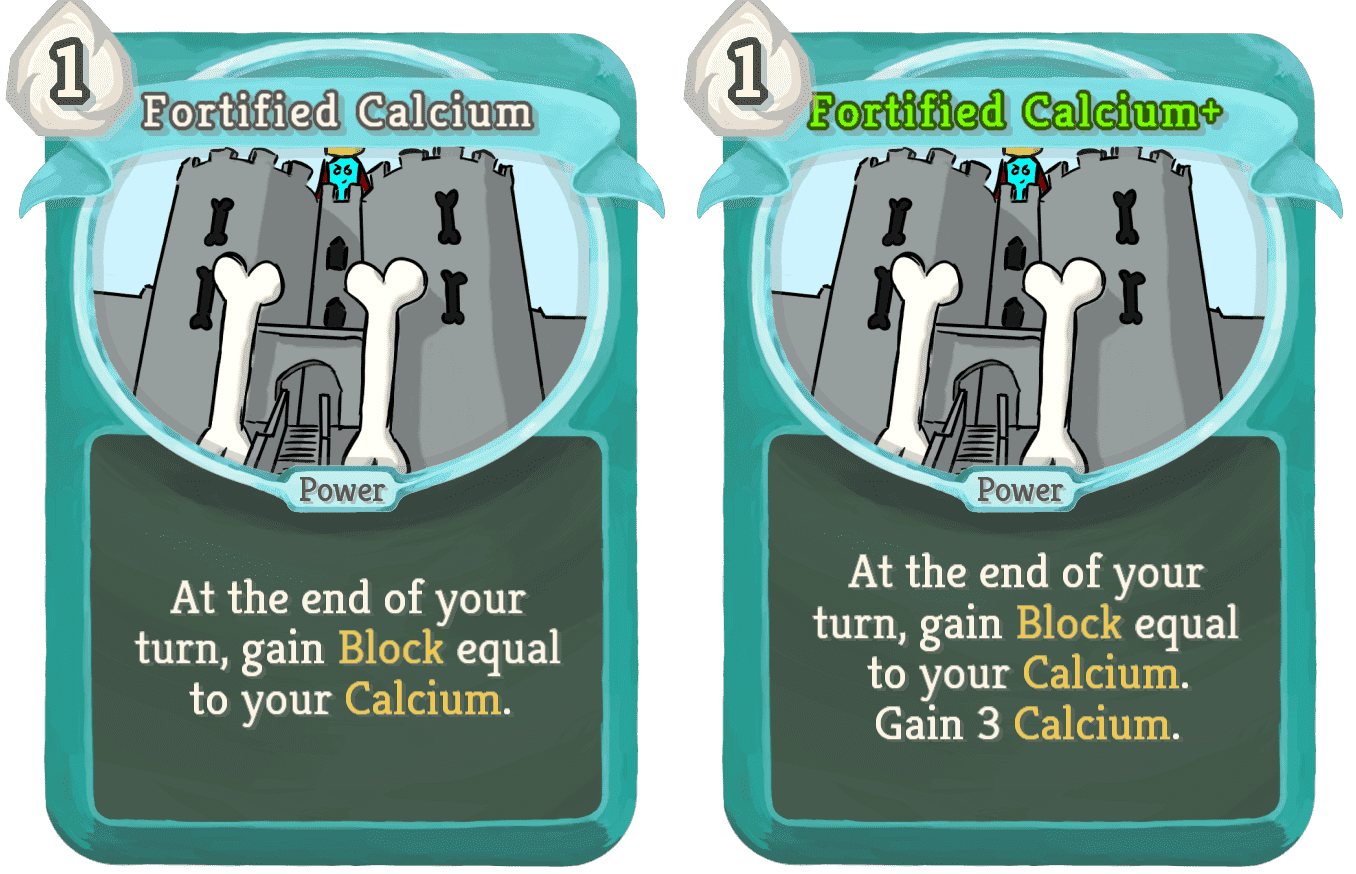 1
Fortified Calcium
Power
At the end of your
turn, gain Block equal
to your Calcium.
1
Fortified Calcium+
Power
At the end of your
turn, gain Block equal
to your Calcium.
Gain 3 Calcium.